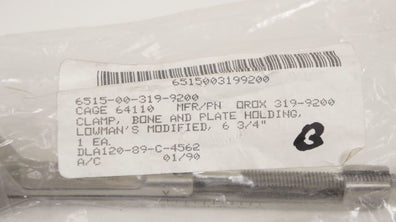 6515003199200
6515-00-319-9200
CAGE 64110 MFR/PN QROX 319-9200
CLAMP, BONE AND PLATE HOLDING,
LOWMAN'S MODIFIED, 6 3/4"
1 EA.
DLA120-89-C-4562
A/C 01/90
B